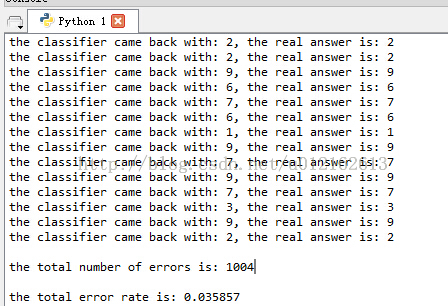 Console
Python 1
the classifier came back with: 2, the real answer is: 2
the classifier came back with: 2, the real answer is: 2
the classifier came back with: 9, the real answer is: 9
the classifier came back with: 6, the real answer is: 6
the classifier came back with: 7, the real answer is: 7
the classifier came back with: 6, the real answer is: 6
the classifier came back with: 1, the real answer is: 1
the classifier came back with: 9, the real answer is: 9
the classifier came back with: 7, the real answer is: 7
http://blog.csdn.net/u012162613
the classifier came back with: 9, the real answer is: 9
the classifier came back with: 7, the real answer is: 7
the classifier came back with: 3, the real answer is: 3
the classifier came back with: 9, the real answer is: 9
the classifier came back with: 2, the real answer is: 2
the total number of errors is: 1004
the total error rate is: 0.035857